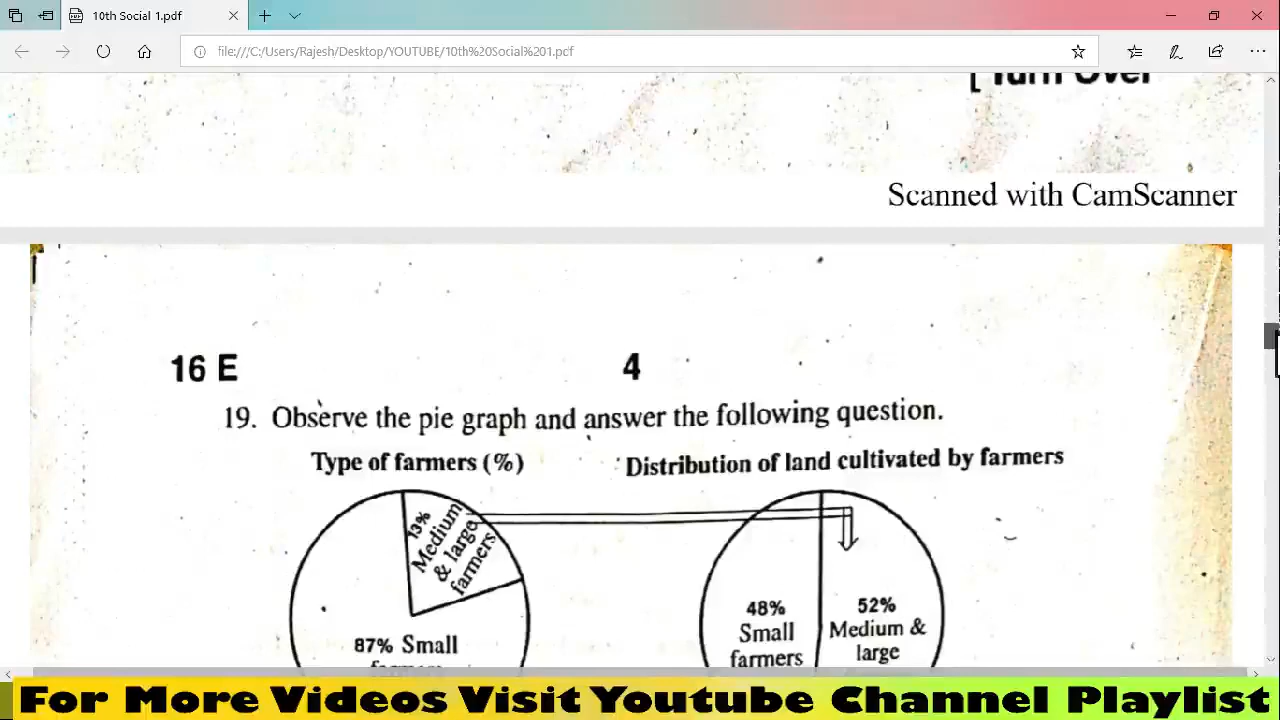 10th Social 1.pdf
file:///C:/Users/Rajesh/Desktop/YOUTUBE/10th%20Social%201.pdf
[ Turn Over
Scanned with CamScanner
16 E
4
19. Observe the pie graph and answer the following question.
Type of farmers (%)
Distribution of land cultivated by farmers
13%
Medium
& large
farmers
87% Small
48%
Small
farmers
52%
Medium &
large
For More Videos Visit Youtube Channel Playlist